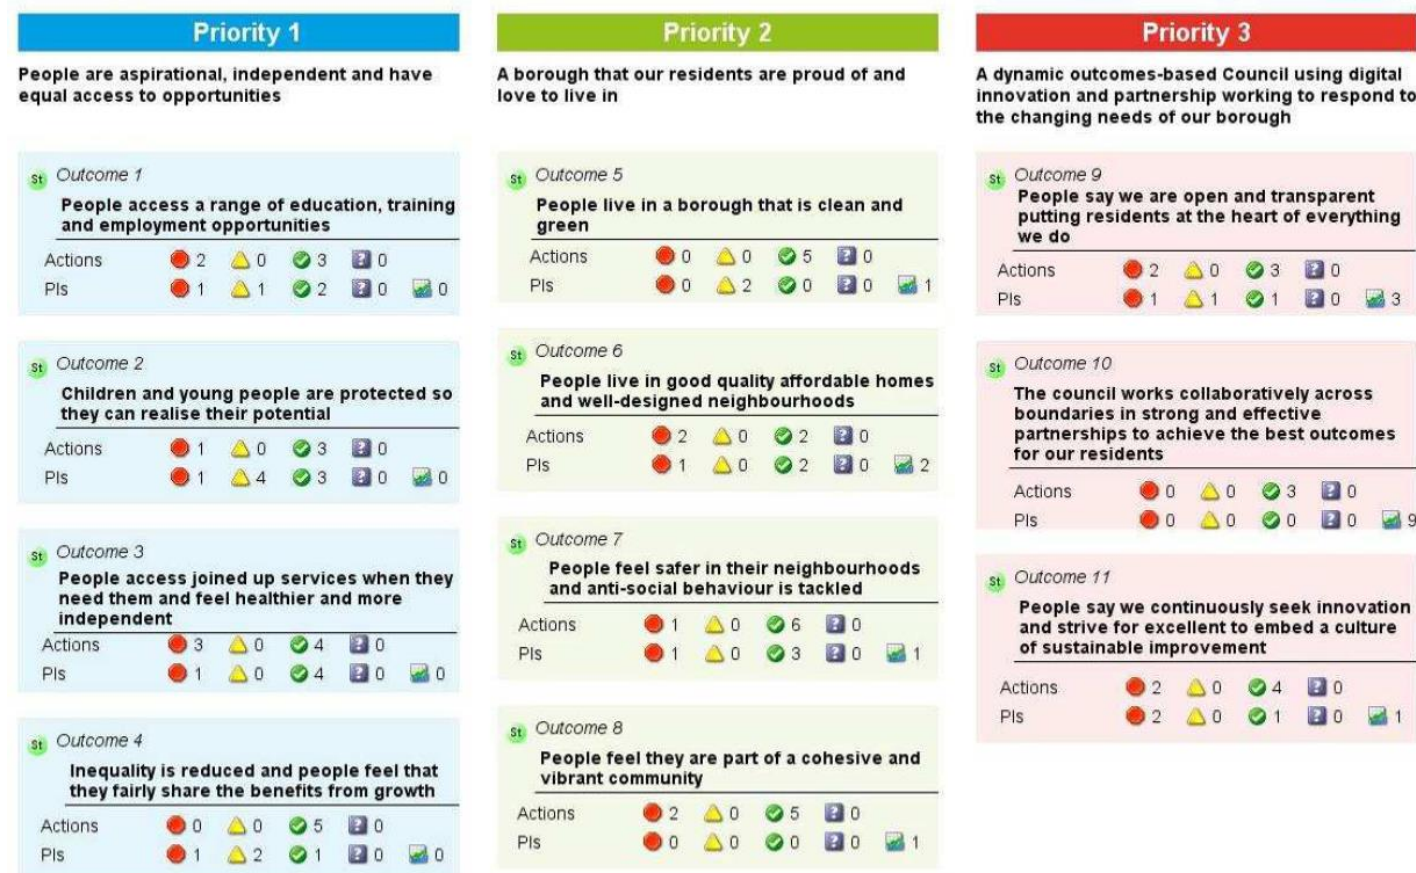 Priority 1
People are aspirational, independent and have
equal access to opportunities
St Outcome 1
People access a range of education, training
and employment opportunities
Actions 2 0 3 ? 0
PIs 1 1 2 ? 0 0
St Outcome 2
Children and young people are protected so
they can realise their potential
Actions 1 0 3 ? 0
PIs 1 4 3 ? 0 0
St Outcome 3
People access joined up services when they
need them and feel healthier and more
independent
Actions 3 0 4 ? 0
PIs 1 0 4 ? 0 0
St Outcome 4
Inequality is reduced and people feel that
they fairly share the benefits from growth
Actions 0 0 5 ? 0
PIs 1 2 1 ? 0 0
Priority 2
A borough that our residents are proud of and
love to live in
St Outcome 5
People live in a borough that is clean and
green
Actions 0 0 5 ? 0
PIs 0 2 0 ? 0 1
St Outcome 6
People live in good quality affordable homes
and well-designed neighbourhoods
Actions 2 0 2 ? 0
PIs 1 0 2 ? 0 2
St Outcome 7
People feel safer in their neighbourhoods
and anti-social behaviour is tackled
Actions 1 0 6 ? 0
PIs 1 0 3 ? 0 1
St Outcome 8
People feel they are part of a cohesive and
vibrant community
Actions 2 0 5 ? 0
PIs 0 0 0 ? 0 1
Priority 3
A dynamic outcomes-based Council using digital
innovation and partnership working to respond to
the changing needs of our borough
St Outcome 9
People say we are open and transparent
putting residents at the heart of everything
we do
Actions 2 0 3 ? 0
PIs 1 1 1 ? 0 3
St Outcome 10
The council works collaboratively across
boundaries in strong and effective
partnerships to achieve the best outcomes
for our residents
Actions 0 0 3 ? 0
PIs 0 0 0 ? 0 9
St Outcome 11
People say we continuously seek innovation
and strive for excellent to embed a culture
of sustainable improvement
Actions 2 0 4 ? 0
PIs 2 0 1 ? 0 1